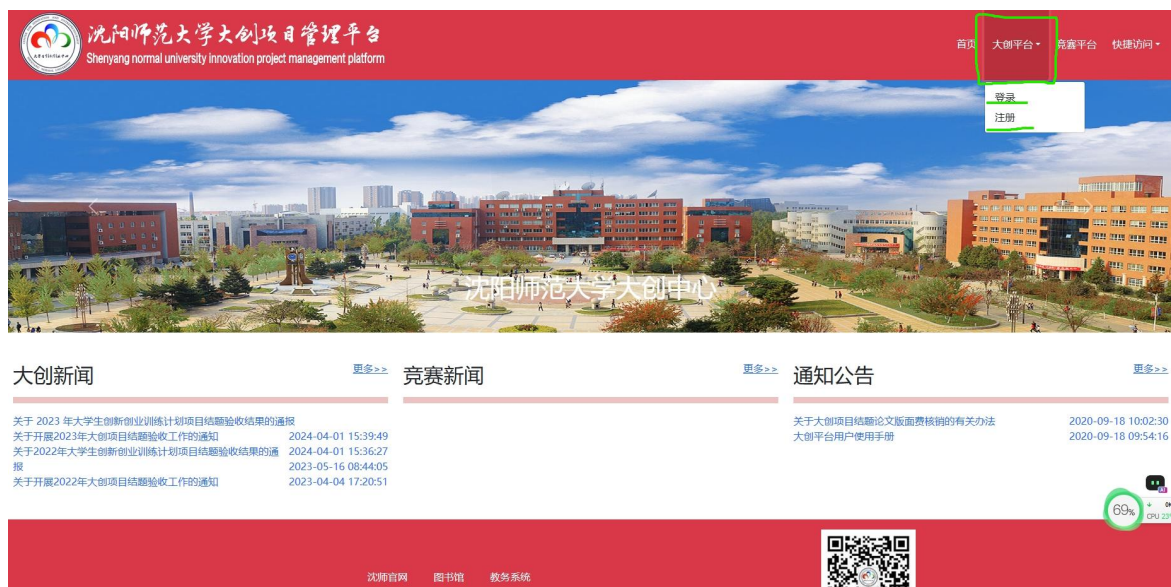 沈阳师范大学大创项目管理平台
Shenyang normal university innovation project management platform
首页 大创平台 竞赛平台 快捷访问
登录
注册
沈阳师范大学大创中心
大创新闻 更多>>
竞赛新闻 更多>>
通知公告 更多>>
关于 2023 年大学生创新创业训练计划项目结题验收结果的通报
关于开展2023年大创项目结题验收工作的通知 2024-04-01 15:39:49
关于2022年大学生创新创业训练计划项目结题验收结果的通 2024-04-01 15:36:27
报 2023-05-16 08:44:05
关于开展2022年大创项目结题验收工作的通知 2023-04-04 17:20:51
关于大创项目结题论文版面费核销的有关办法 2020-09-18 10:02:30
大创平台用户使用手册 2020-09-18 09:54:16
69%
CPU 23
沈师官网 图书馆 教务系统